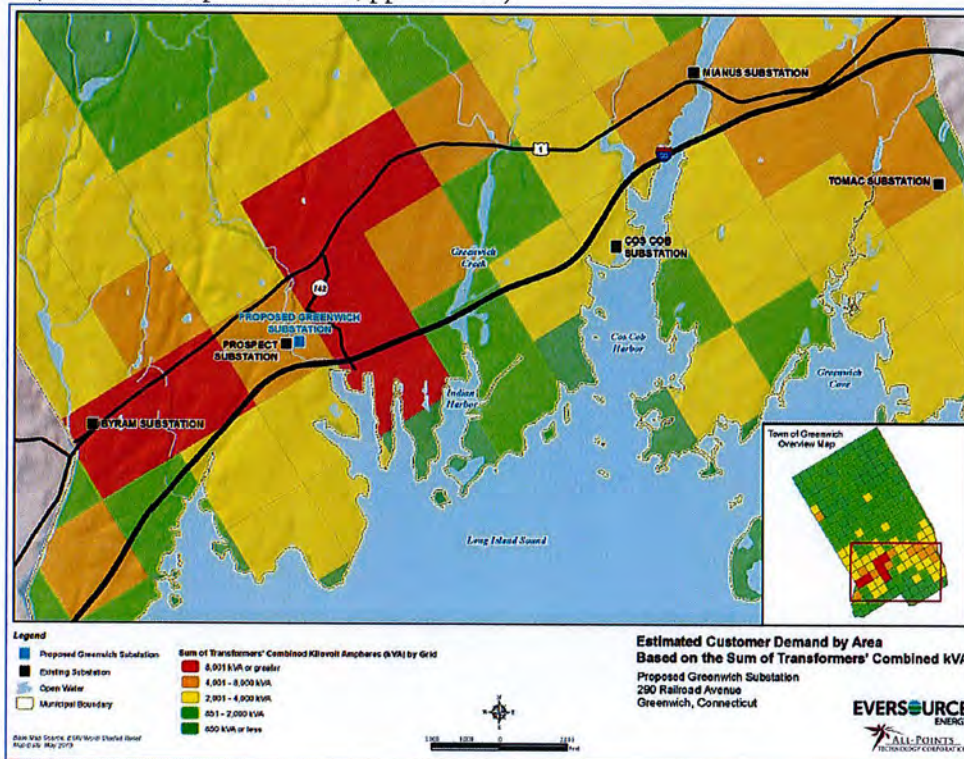 MIANUS SUBSTATION
1
TOMAC SUBSTATION
COS COB
SUBSTATION
Greenwich
Creek
742
PROPOSED GREENWICH
SUBSTATION
PROSPECT
SUBSTATION
Cos Cob
Harbor
Greenwich
Cove
Indian
Harbor
BYRAM SUBSTATION
Town of Greenwich
Overview Map
Long Island Sound
Legend
Proposed Greenwich Substation
Existing Substation
Open Water
Municipal Boundary
Sum of Transformers' Combined Kilovolt Amperes (kVA) by Grid
8,001 kVA or greater
4,001 - 8,000 kVA
2,001 - 4,000 kVA
651 - 2,000 kVA
650 kVA or less
Estimated Customer Demand by Area
Based on the Sum of Transformers' Combined kVA
Proposed Greenwich Substation
290 Railroad Avenue
Greenwich, Connecticut
EVERSOURCE
ENERGY
ALL-POINTS
TECHNOLOGY CORPORATION
Feet